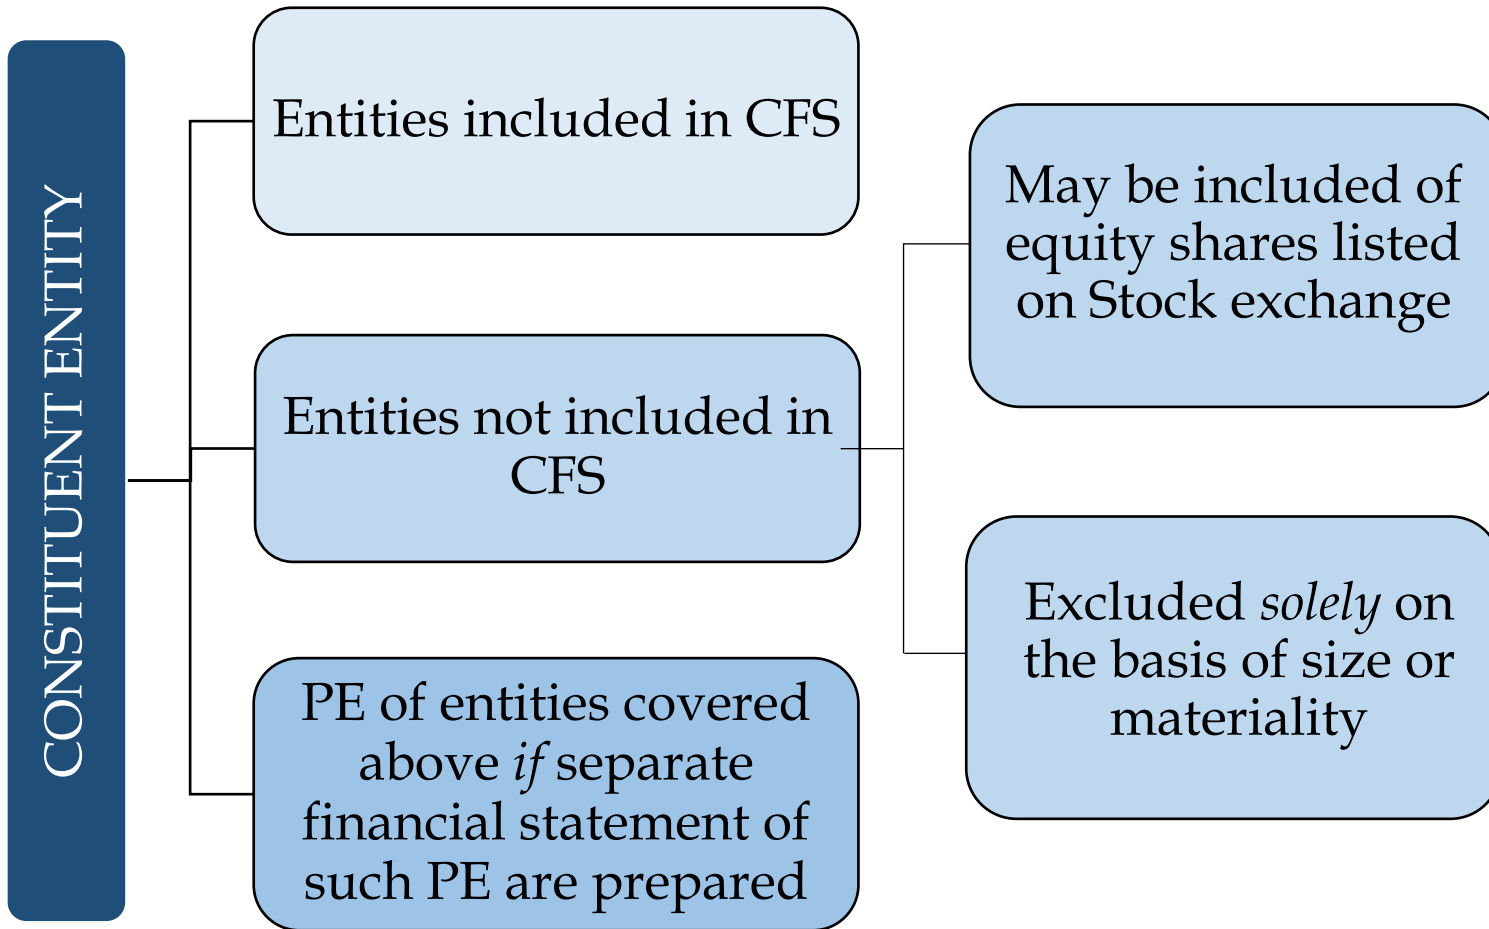 CONSTITUENT ENTITY
Entities included in CFS
Entities not included in
CFS
PE of entities covered
above if separate
financial statement of
such PE are prepared
May be included of
equity shares listed
on Stock exchange
Excluded solely on
the basis of size or
materiality